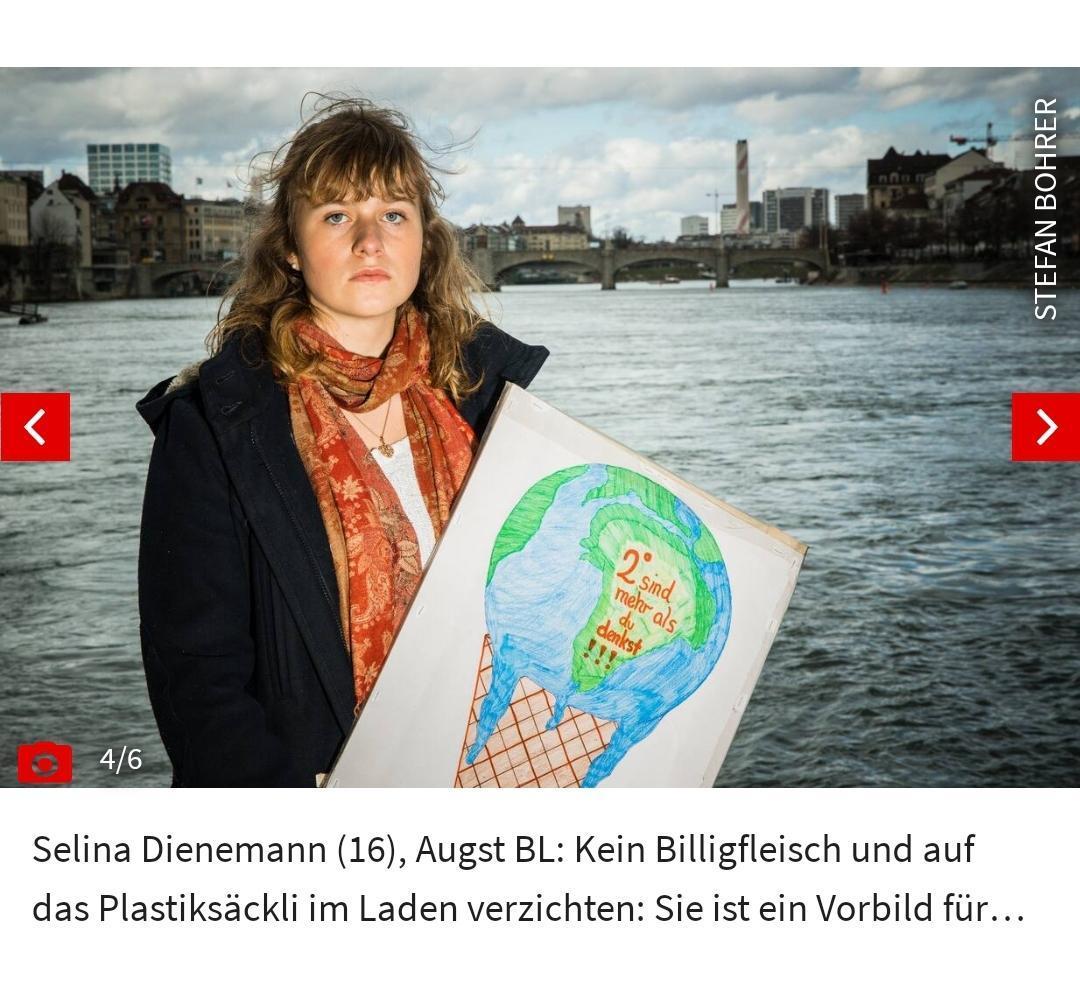 STEFAN BOHRER
2° sind
mehr als
du
denkst
!!!
4/6
Selina Dienemann (16), Augst BL: Kein Billigfleisch und auf
das Plastiksäckli im Laden verzichten: Sie ist ein Vorbild für…